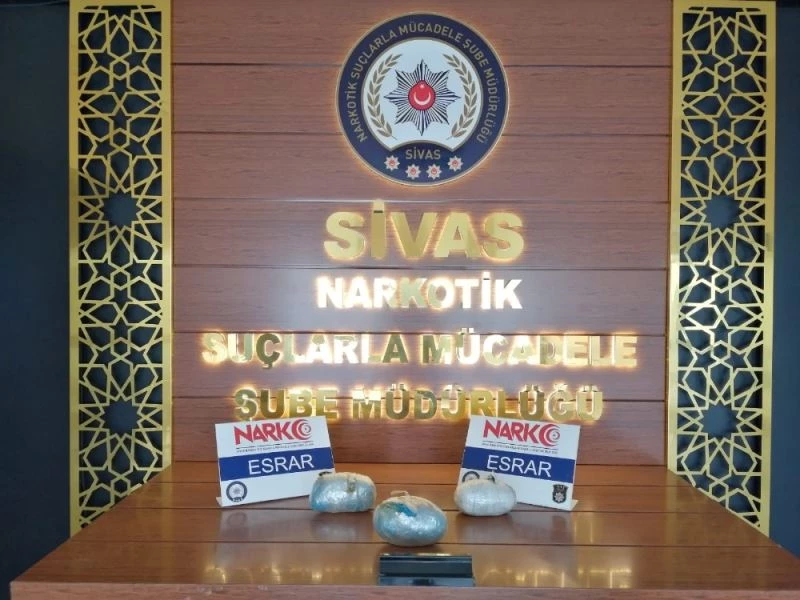 NARKOTİK SUÇLARLA MÜCADELE ŞUBE MÜDÜRLÜĞÜ
SİVAS
SİVAS
NARKOTİK
SUÇLARLA MÜCADELE
ŞUBE MÜDÜRLÜĞÜ
NARKO
ESRAR
NARKO
ESRAR